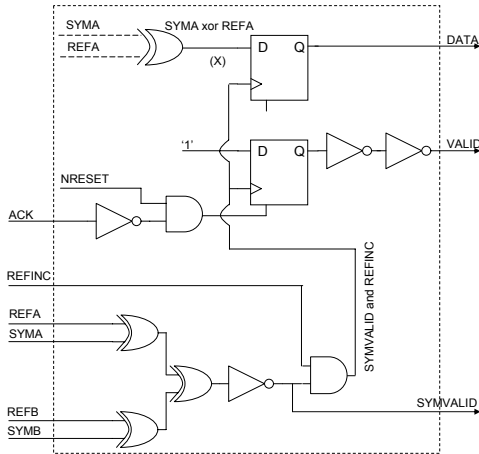 SYMA
SYMA xor REFA
REFA
(X)
D
Q
DATA
'1'
D
Q
VALID
NRESET
ACK
REFINC
SYMVALID and REFINC
REFA
SYMA
SYMVALID
REFB
SYMB